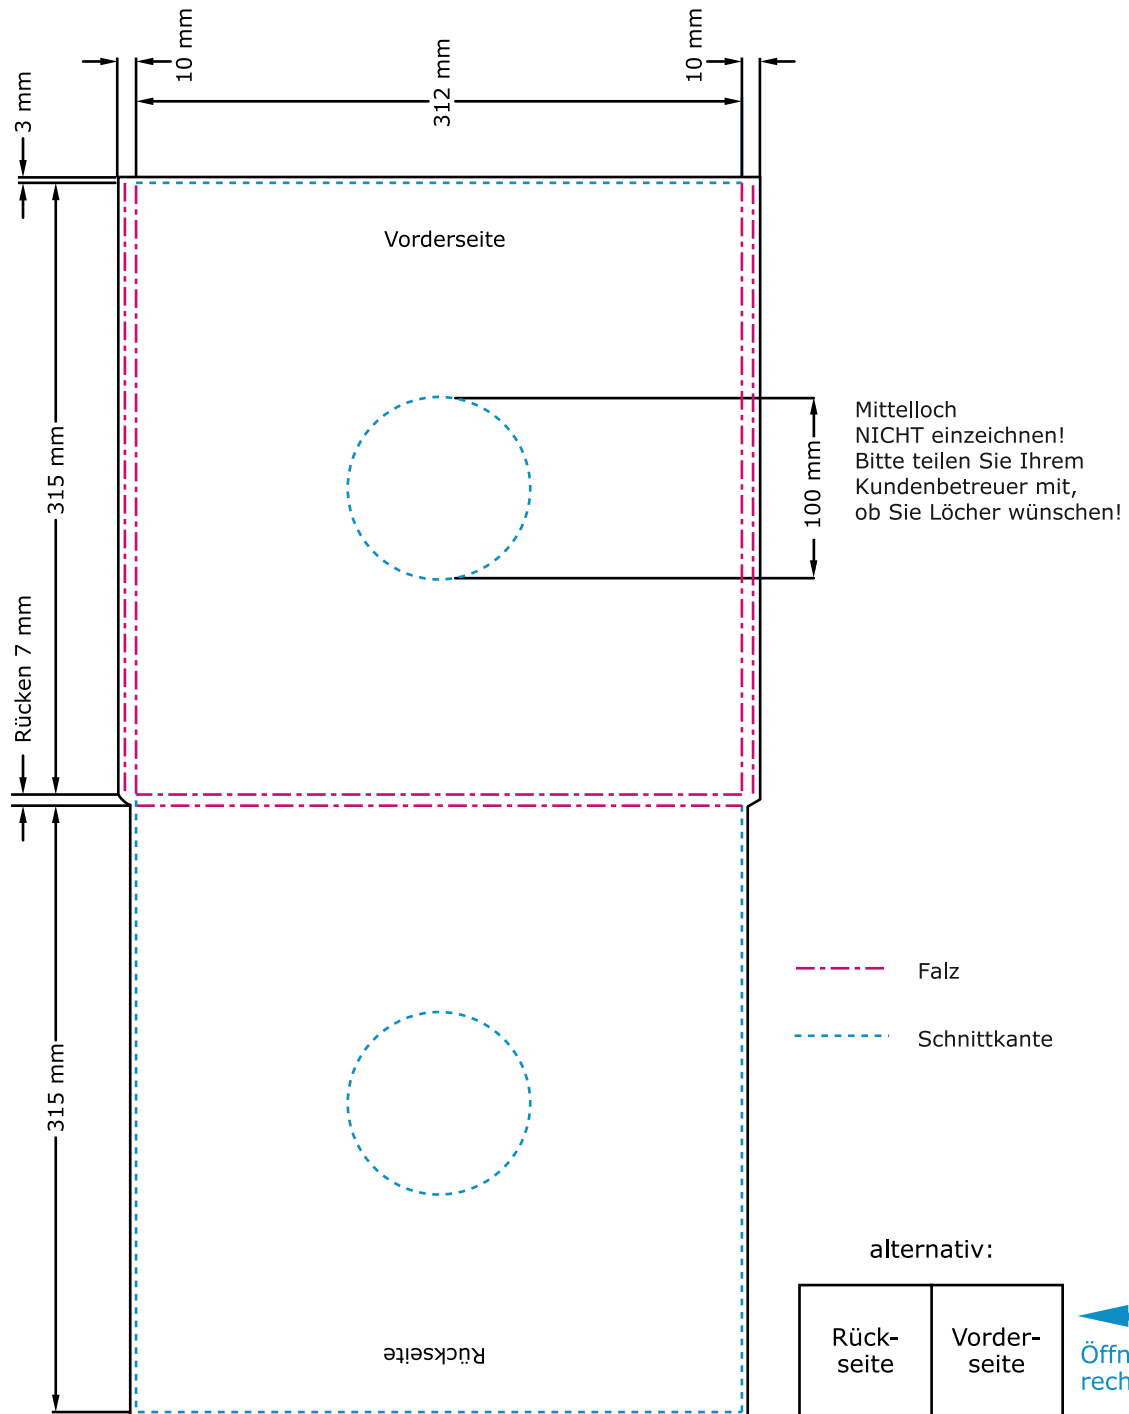 10 mm
10 mm
312 mm
3 mm
Vorderseite
315 mm
100 mm
Mittelloch
NICHT einzeichnen!
Bitte teilen Sie Ihrem
Kundenbetreuer mit,
ob Sie Löcher wünschen!
Rücken 7 mm
Falz
Schnittkante
315 mm
alternativ:
Rück-
seite
Vorder-
seite
Rückseite